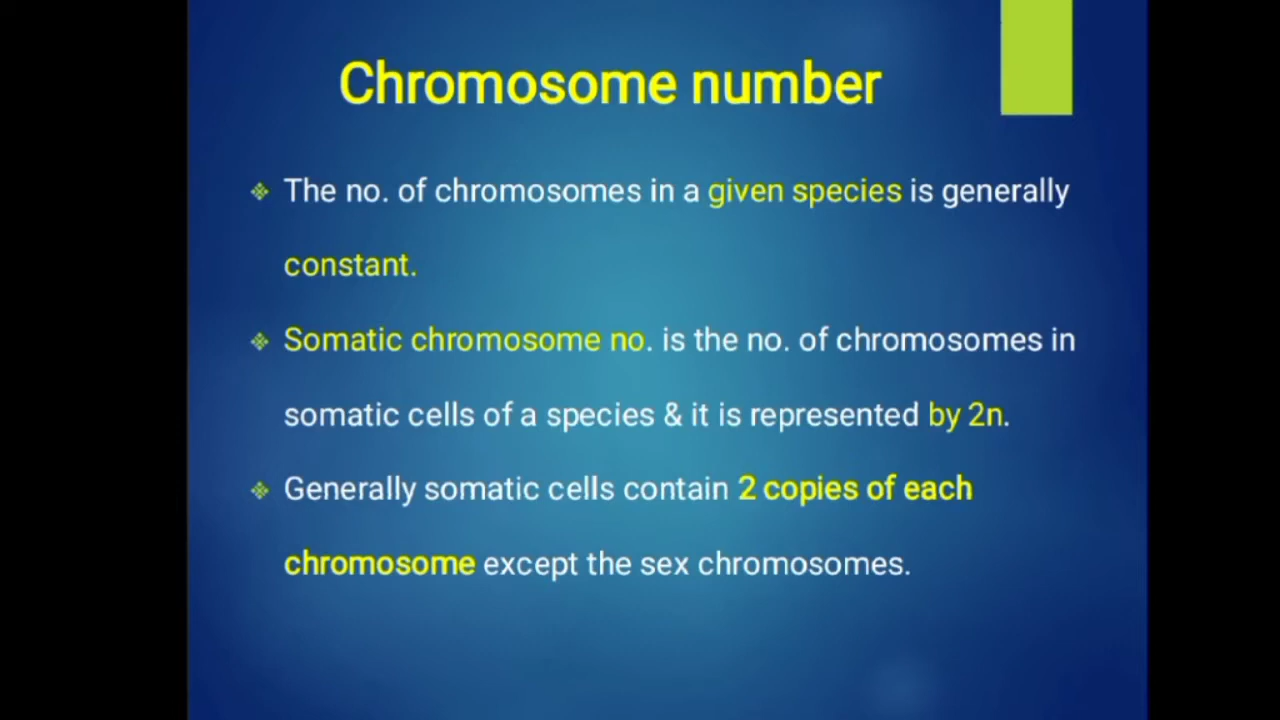 Chromosome number
The no. of chromosomes in a given species is generally
constant.
Somatic chromosome no. is the no. of chromosomes in
somatic cells of a species & it is represented by 2n.
Generally somatic cells contain 2 copies of each
chromosome except the sex chromosomes.